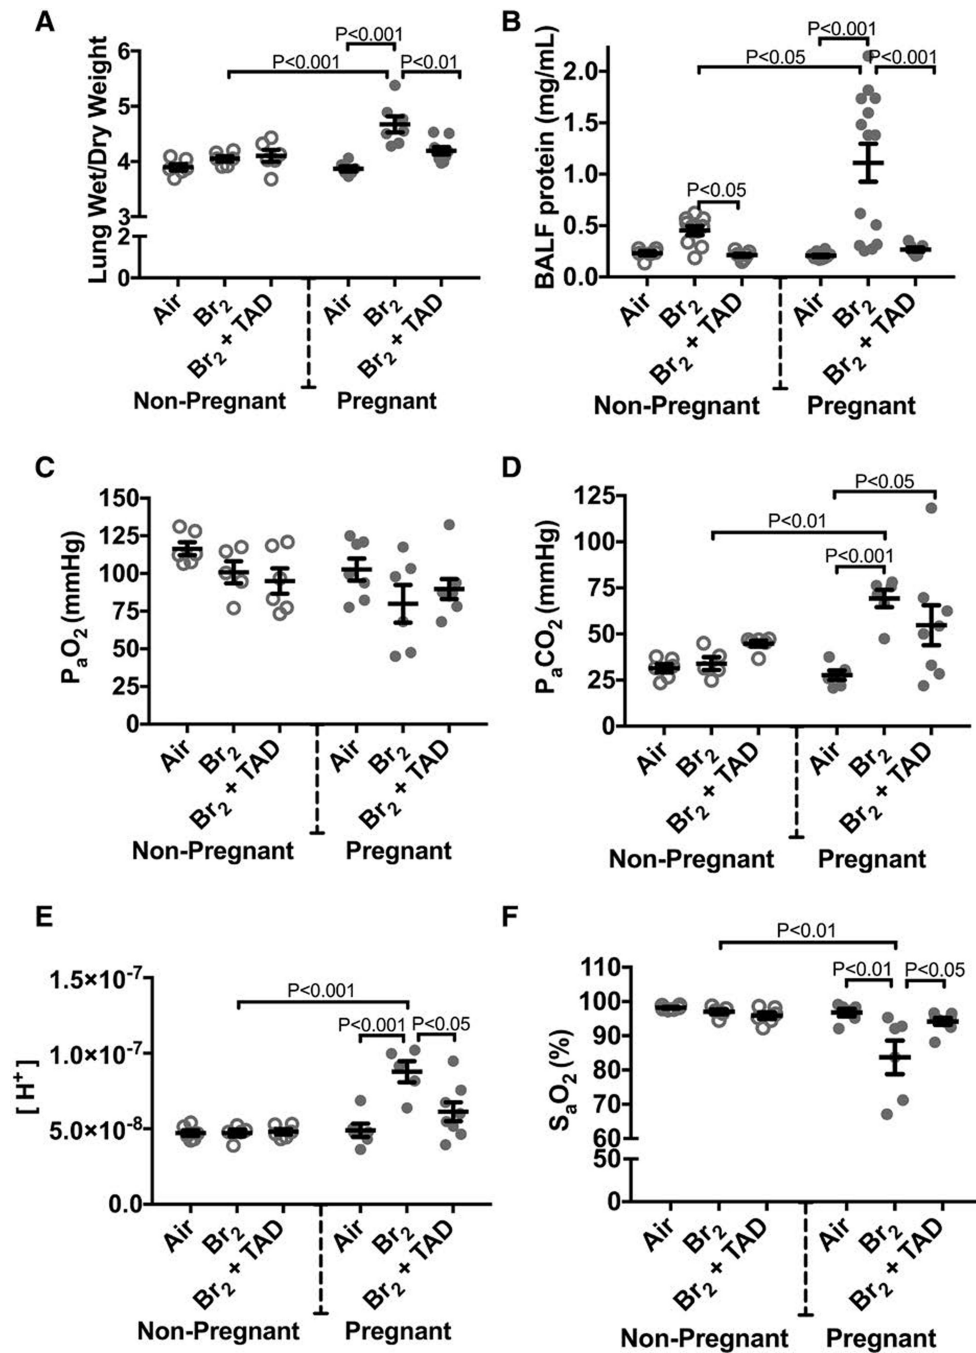 A
Lung Wet/Dry Weight
6
5
4
3
2
0
P<0.001
P<0.001
P<0.01
Air
Br2
Br2 + TAD
Air
Br2
Br2 + TAD
Non-Pregnant
Pregnant
B
BALF protein (mg/mL)
2.0
1.5
1.0
0.5
0.0
P<0.001
P<0.05
P<0.001
P<0.05
Air
Br2
Br2 + TAD
Air
Br2
Br2 + TAD
Non-Pregnant
Pregnant
C
PaO2 (mmHg)
150
125
100
75
50
25
0
Air
Br2
Br2 + TAD
Air
Br2
Br2 + TAD
Non-Pregnant
Pregnant
D
PaCO2 (mmHg)
125
100
75
50
25
0
P<0.05
P<0.01
P<0.001
Air
Br2
Br2 + TAD
Air
Br2
Br2 + TAD
Non-Pregnant
Pregnant
E
[ H+]
1.5×10-7
1.0×10-7
5.0×10-8
0.0
P<0.001
P<0.001
P<0.05
Air
Br2
Br2 + TAD
Air
Br2
Br2 + TAD
Non-Pregnant
Pregnant
F
SaO2 (%)
110
100
90
80
70
60
50
0
P<0.01
P<0.01
P<0.05
Air
Br2
Br2 + TAD
Air
Br2
Br2 + TAD
Non-Pregnant
Pregnant